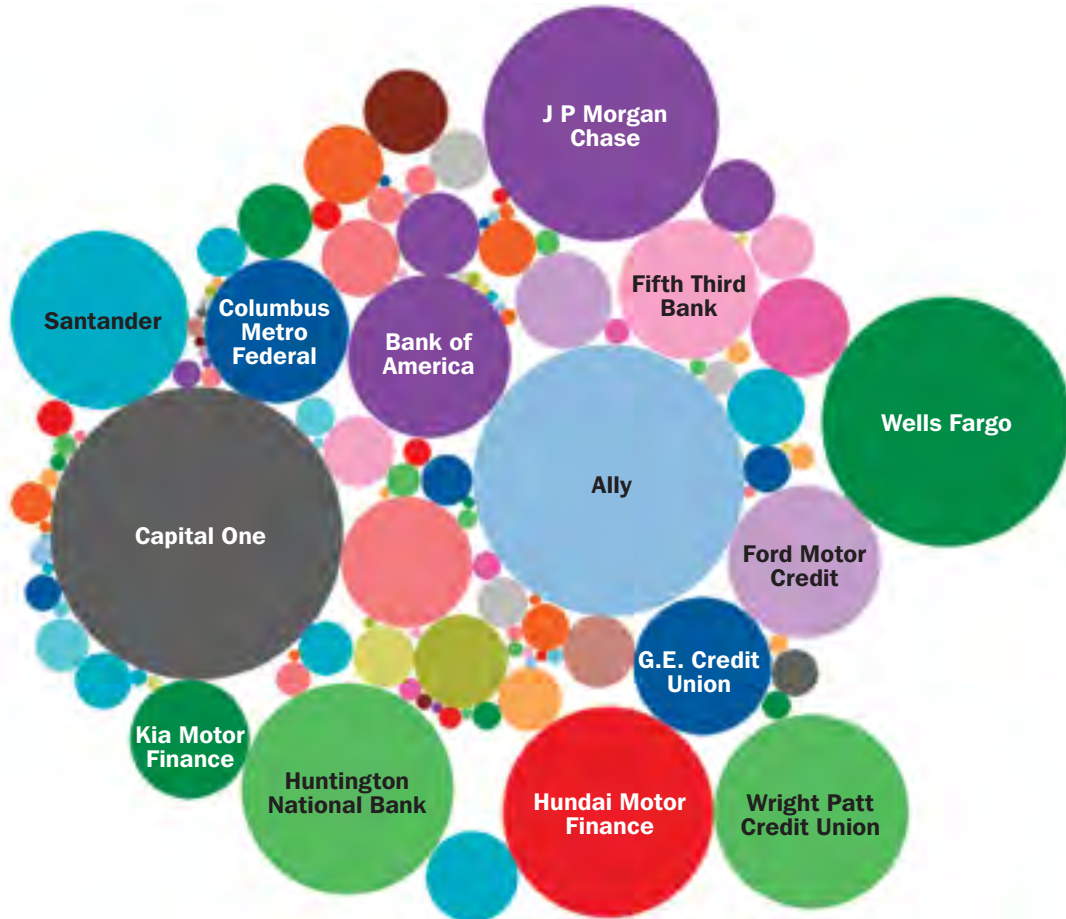 J P Morgan
Chase
Fifth Third
Bank
Santander
Columbus
Metro
Federal
Bank of
America
Wells Fargo
Ally
Capital One
Ford Motor
Credit
G.E. Credit
Union
Kia Motor
Finance
Huntington
National Bank
Hundai Motor
Finance
Wright Patt
Credit Union